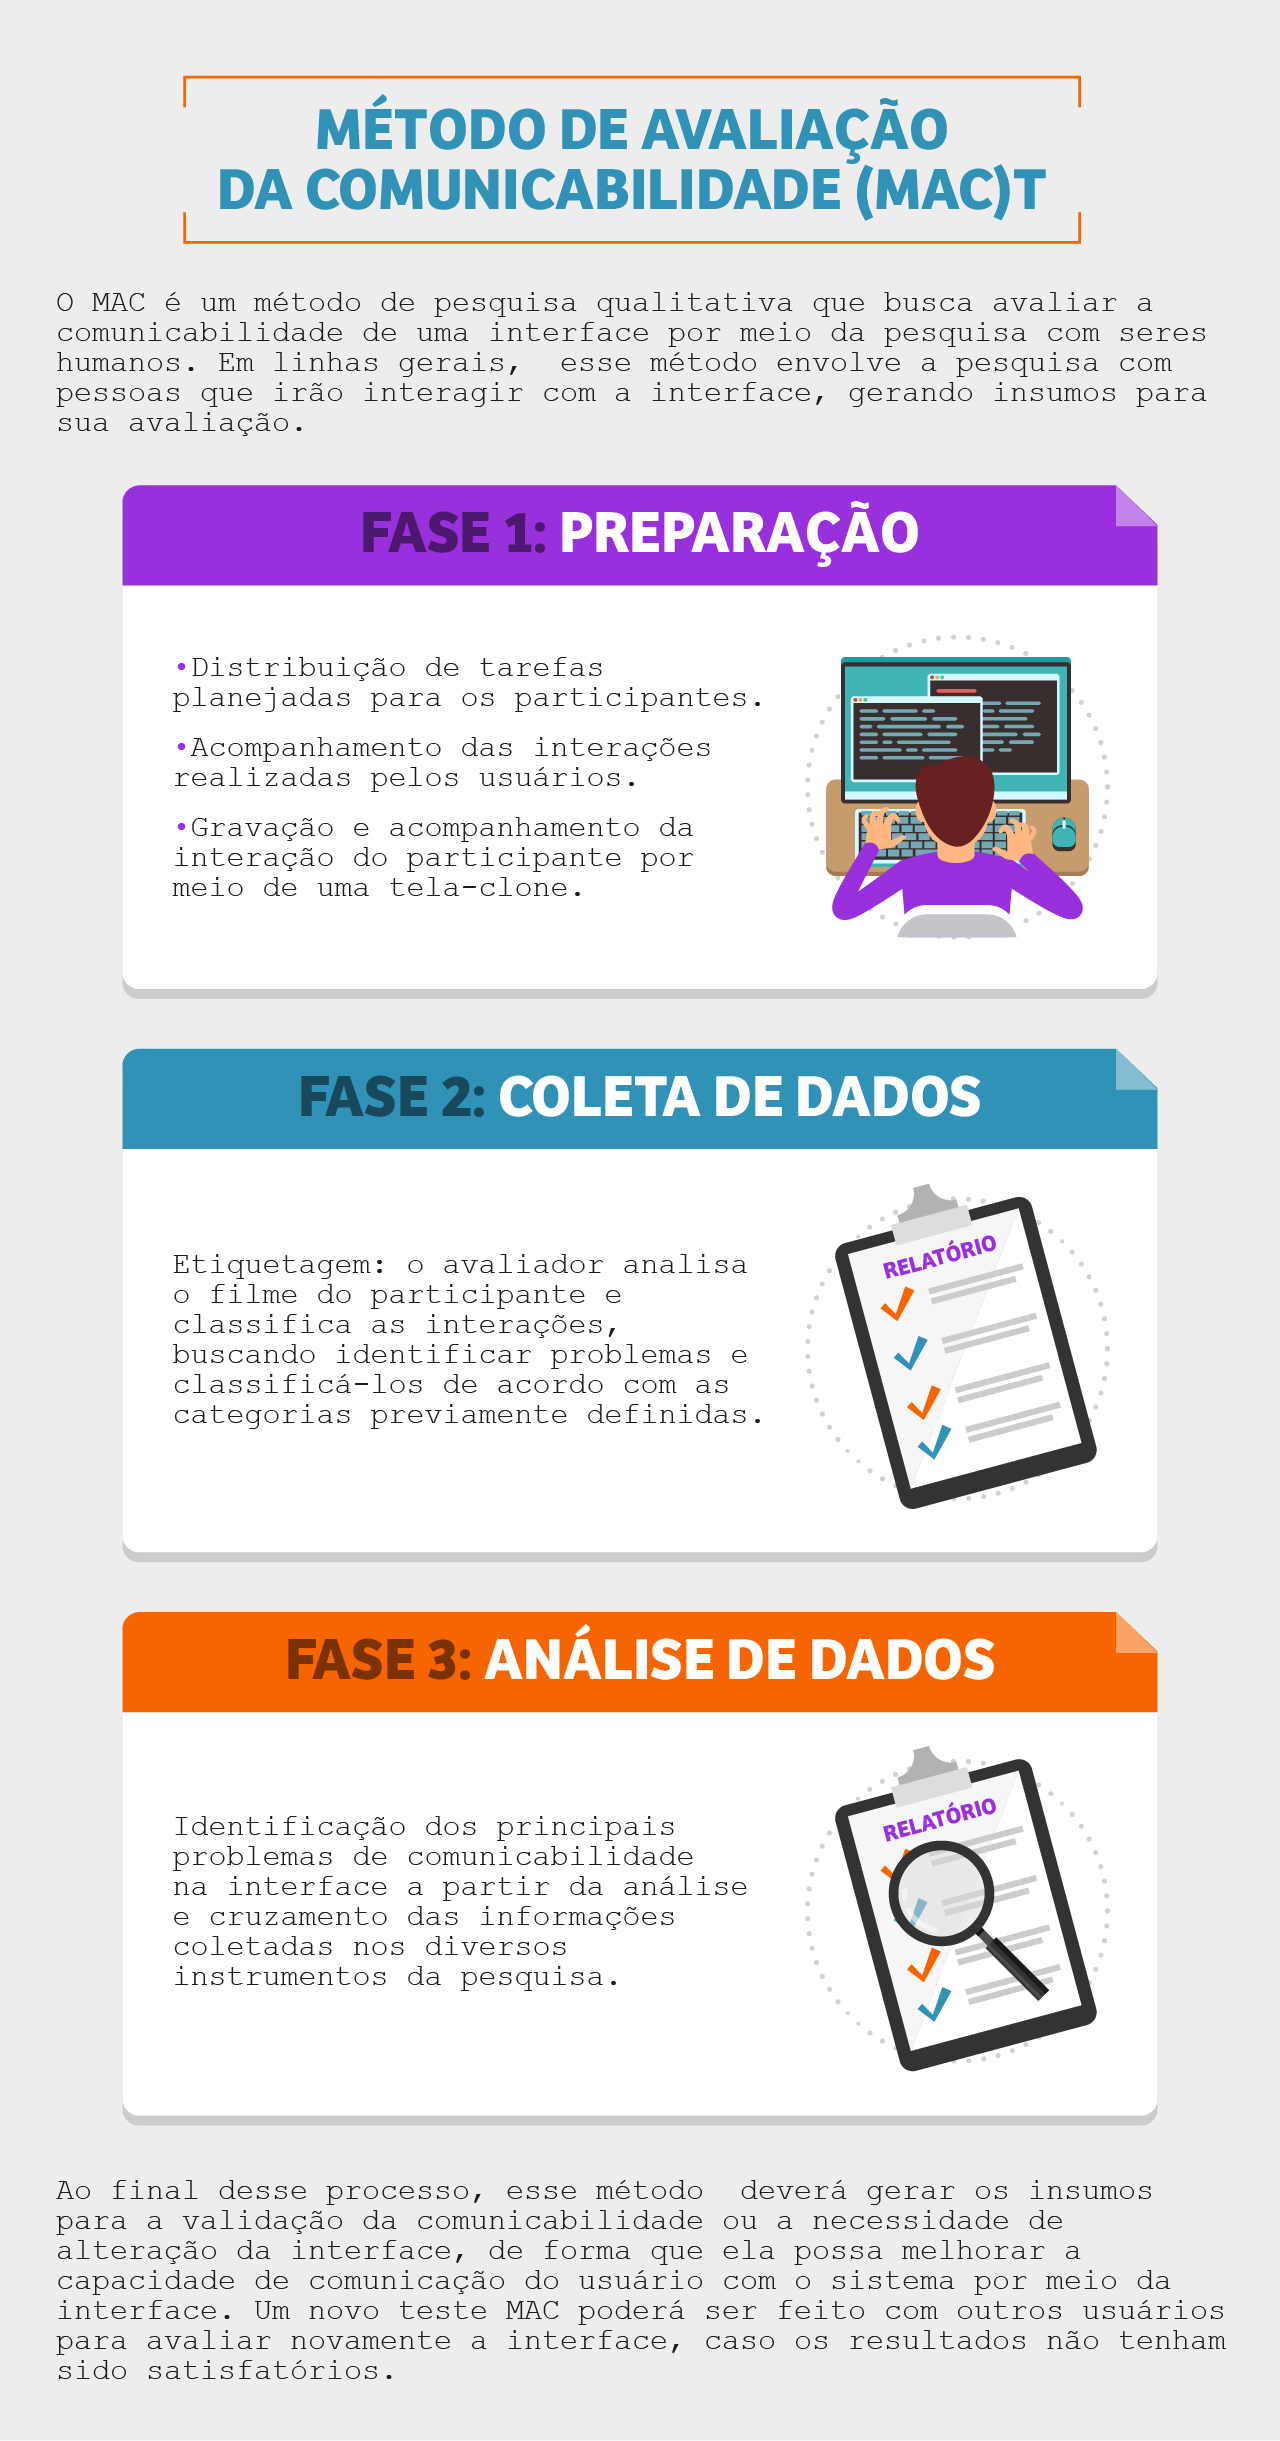 MÉTODO DE AVALIAÇÃO
DA COMUNICABILIDADE (MAC)T
O MAC é um método de pesquisa qualitativa que busca avaliar a
comunicabilidade de uma interface por meio da pesquisa com seres
humanos. Em linhas gerais,  esse método envolve a pesquisa com
pessoas que irão interagir com a interface, gerando insumos para
sua avaliação.
FASE 1: PREPARAÇÃO
•Distribuição de tarefas
planejadas para os participantes.
•Acompanhamento das interações
realizadas pelos usuários.
•Gravação e acompanhamento da
interação do participante por
meio de uma tela-clone.
FASE 2: COLETA DE DADOS
Etiquetagem: o avaliador analisa
o filme do participante e
classifica as interações,
buscando identificar problemas e
classificá-los de acordo com as
categorias previamente definidas.
RELATÓRIO
FASE 3: ANÁLISE DE DADOS
Identificação dos principais
problemas de comunicabilidade
na interface a partir da análise
e cruzamento das informações
coletadas nos diversos
instrumentos da pesquisa.
RELATÓRIO
Ao final desse processo, esse método  deverá gerar os insumos
para a validação da comunicabilidade ou a necessidade de
alteração da interface, de forma que ela possa melhorar a
capacidade de comunicação do usuário com o sistema por meio da
interface. Um novo teste MAC poderá ser feito com outros usuários
para avaliar novamente a interface, caso os resultados não tenham
sido satisfatórios.